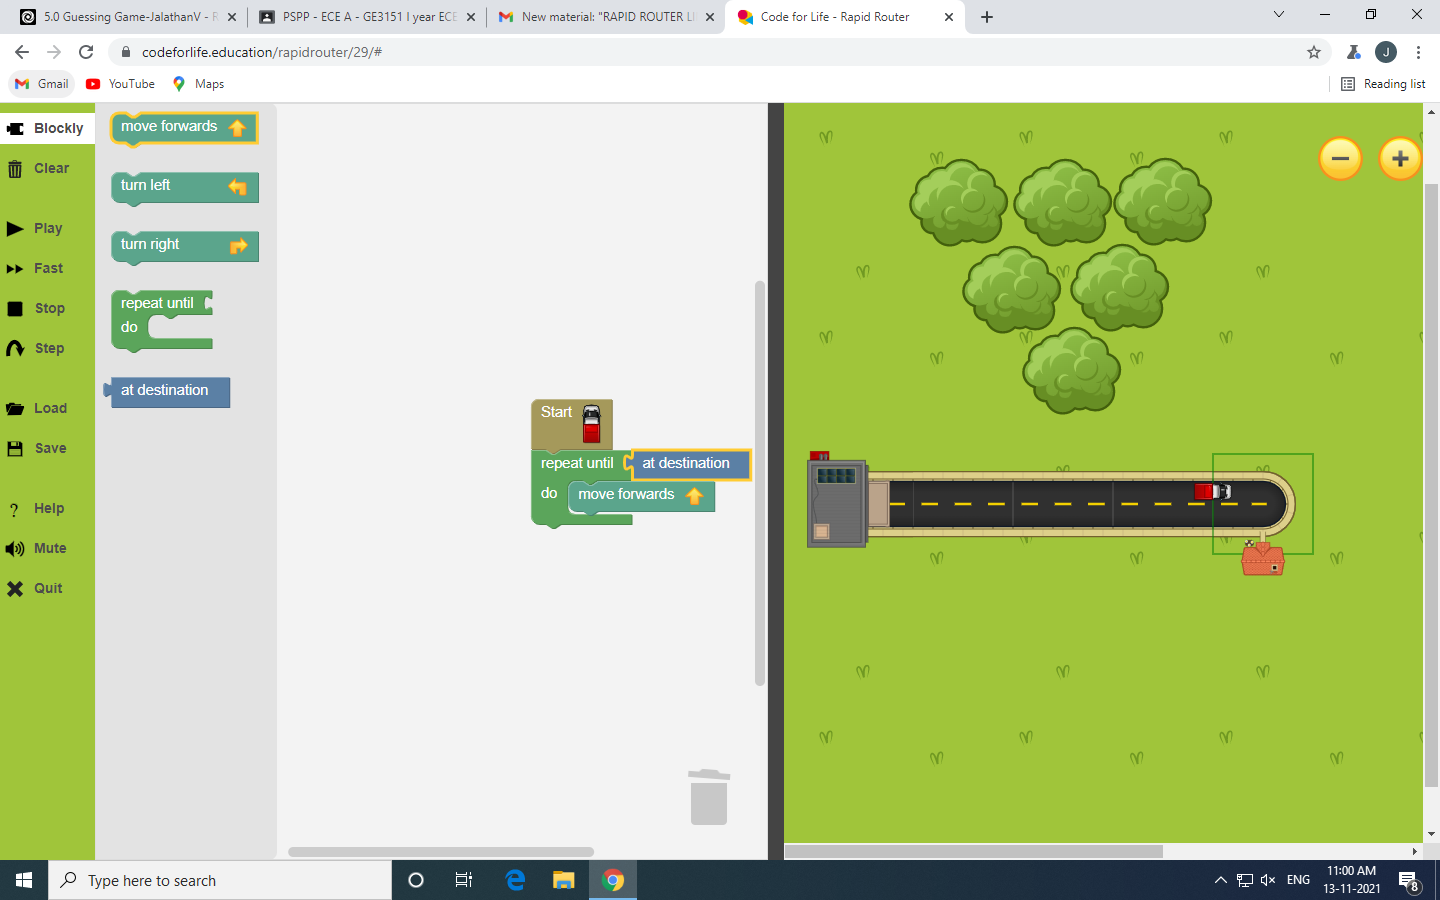 5.0 Guessing Game-JalathanV - R
PSPP - ECE A - GE3151 I year ECE
New material: "RAPID ROUTER LI
Code for Life - Rapid Router
codeforlife.education/rapidrouter/29/#
J
Gmail
YouTube
Maps
Reading list
Blockly
Clear
Play
Fast
Stop
Step
Load
Save
Help
Mute
Quit
move forwards
turn left
turn right
repeat until
do
at destination
Start
repeat until
at destination
do
move forwards
Type here to search
ENG
11:00 AM
13-11-2021
8